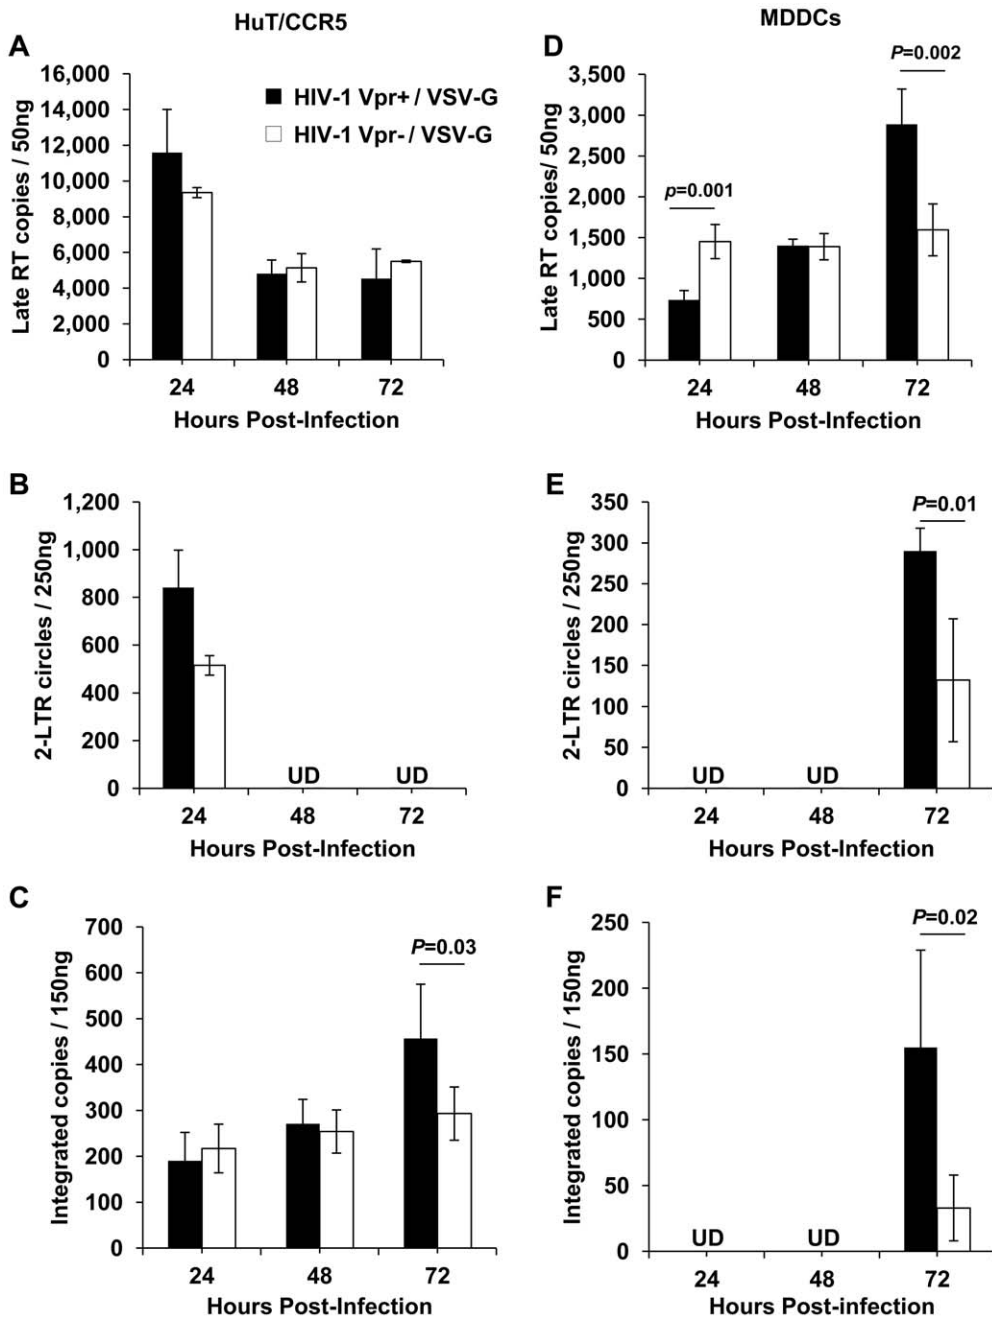 HuT/CCR5
A
16,000
14,000
12,000
10,000
8,000
6,000
4,000
2,000
0
Late RT copies / 50ng
HIV-1 Vpr+ / VSV-G
HIV-1 Vpr- / VSV-G
24 48 72
Hours Post-Infection
MDDCs
D
3,500
3,000
2,500
2,000
1,500
1,000
500
0
Late RT copies/ 50ng
p=0.001
P=0.002
24 48 72
Hours Post-Infection
B
1,200
1,000
800
600
400
200
0
2-LTR circles / 250ng
UD UD
24 48 72
Hours Post-Infection
E
350
300
250
200
150
100
50
0
2-LTR circles / 250ng
P=0.01
UD UD
24 48 72
Hours Post-Infection
C
700
600
500
400
300
200
100
0
Integrated copies / 150ng
P=0.03
24 48 72
Hours Post-Infection
F
250
200
150
100
50
0
Integrated copies / 150ng
P=0.02
UD UD
24 48 72
Hours Post-infection